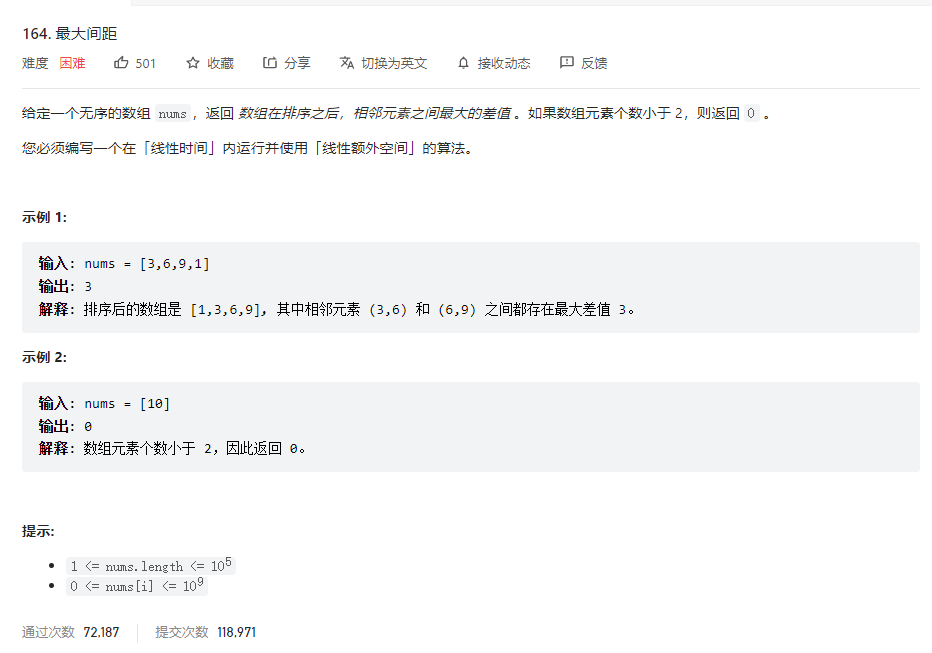 164. 最大间距
难度 困难 501 收藏 分享 切换为英文 接收动态 反馈
给定一个无序的数组 nums ，返回 数组在排序之后，相邻元素之间最大的差值 。如果数组元素个数小于 2，则返回 0 。
您必须编写一个在「线性时间」内运行并使用「线性额外空间」的算法。
示例 1:
输入: nums = [3,6,9,1]
输出: 3
解释: 排序后的数组是 [1,3,6,9], 其中相邻元素 (3,6) 和 (6,9) 之间都存在最大差值 3。
示例 2:
输入: nums = [10]
输出: 0
解释: 数组元素个数小于 2，因此返回 0。
提示:
1 <= nums.length <= 10⁵
0 <= nums[i] <= 10⁹
通过次数 72,187 提交次数 118,971